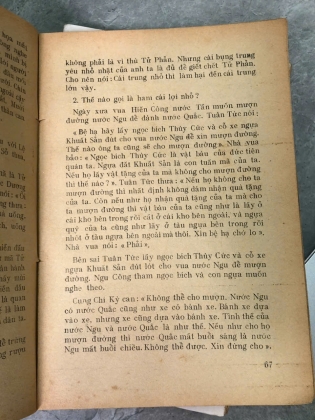 không phải là vì thù Tử Phản. Nhưng cái bụng trung
yêu nhỏ nhặt của anh ta là đủ để giết chết Tử Phản.
Cho nên nói: Cái trung nhỏ thì làm hại đến cái trung
lớn vậy.
2. Thế nào gọi là ham cái lợi nhỏ?
Ngày xưa vua Hiến Công nước Tấn muốn mượn
đường nước Ngu để đánh nước Quắc. Tuân Tức nói:
« Bệ hạ hãy lấy ngọc bích Thùy Cức và cỗ xe ngựa
Khuất Sản đút cho vua nước Ngu để xin mượn đường.
Thế nào ông ta cũng sẽ cho mượn đường ». Nhà vua
bảo: « Ngọc bích Thùy Cức là vật báu của đức tiên
quân ta. Ngựa đất Khuất Sản là con tuấn mã của ta.
Nếu họ lấy vật tặng của ta mà không cho mượn đường thì
thế nào? ». Tuân Tức thưa: « Nếu họ không cho ta
mượn đường thì nhất định không dám nhận quà tặng
của ta. Còn nếu như họ nhận quà tặng của ta mà cho
ta mượn đường thì vật báu của ta cũng như là lấy ở
cái kho bên trong rồi cất ở cái kho bên ngoài, và ngựa
quý của ta cũng như lấy ở tàu ngựa bên trong rồi
nhốt ở tàu ngựa bên ngoài mà thôi. Xin bệ hạ chớ lo ».
Nhà vua nói: « Phải ».
Bèn sai Tuân Tức lấy ngọc bích Thùy Cức và cỗ xe
ngựa Khuất Sản đút lót cho vua nước Ngu để mượn
đường. Ngu Công tham ngọc bích và con ngựa muốn
nghe theo.
Cung Chi Kỳ can: « Không thể cho mượn. Nước Ngu
có nước Quắc cũng như xe có bánh xe. Bánh xe dựa
vào xe, nhưng xe cũng dựa vào bánh xe. Tình thế của
nước Ngu và nước Quắc là như thế. Nếu như cho họ
mượn đường thì nước Quắc mất buổi sáng là nước
Ngu mất buổi chiều. Không thể được. Xin đừng cho ».
67